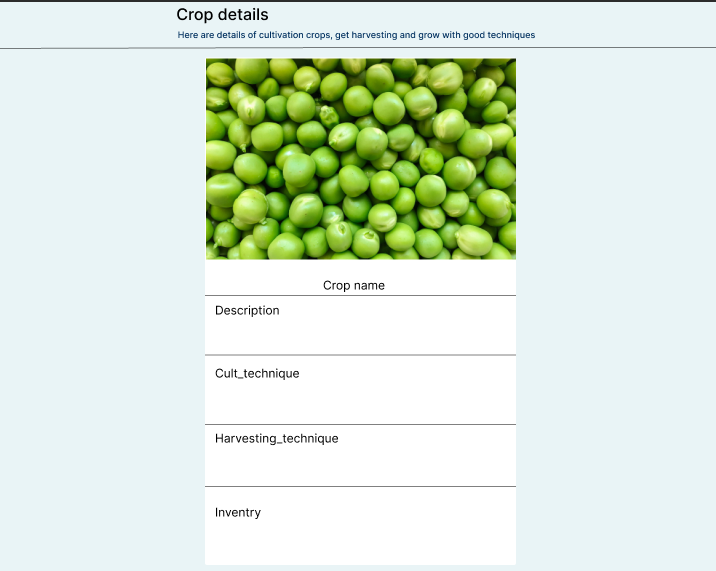 Crop details
Here are details of cultivation crops, get harvesting and grow with good techniques
Crop name
Description
Cult_technique
Harvesting_technique
Inventry